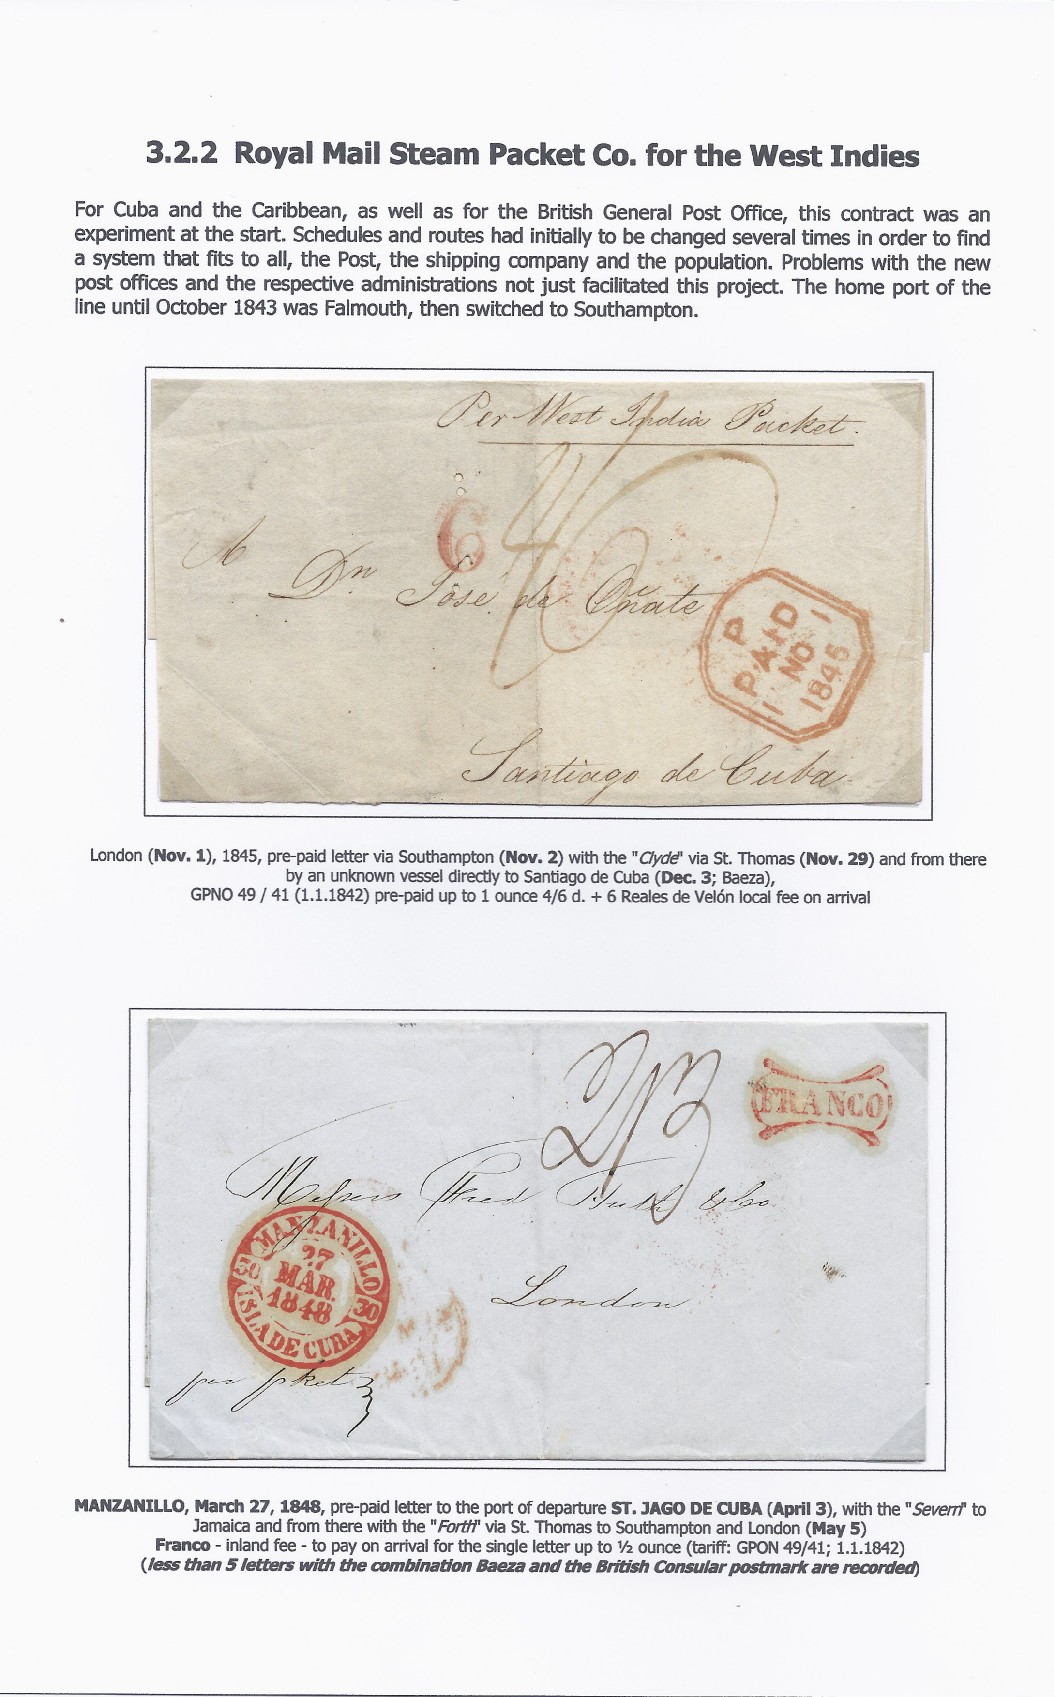 3.2.2 Royal Mail Steam Packet Co. for the West Indies
For Cuba and the Caribbean, as well as for the British General Post Office, this contract was an
experiment at the start. Schedules and routes had initially to be changed several times in order to find
a system that fits to all, the Post, the shipping company and the population. Problems with the new
post offices and the respective administrations not just facilitated this project. The home port of the
line until October 1843 was Falmouth, then switched to Southampton.
Per West India Packet.
6
4/6
A
Dn. José de Oñate
P
PAID
1 NO 1
1845
Santiago de Cuba
London (Nov. 1), 1845, pre-paid letter via Southampton (Nov. 2) with the "Clyde" via St. Thomas (Nov. 29) and from there
by an unknown vessel directly to Santiago de Cuba (Dec. 3; Baeza),
GPNO 49 / 41 (1.1.1842) pre-paid up to 1 ounce 4/6 d. + 6 Reales de Velón local fee on arrival
2/3
FRANCO
Messrs Fred Huth & Co
MANZANILLO
27
MAR.
1848
30 30
ISLA DE CUBA
London
per pket
MANZANILLO, March 27, 1848, pre-paid letter to the port of departure ST. JAGO DE CUBA (April 3), with the "Severn" to
Jamaica and from there with the "Forth" via St. Thomas to Southampton and London (May 5)
Franco - inland fee - to pay on arrival for the single letter up to ½ ounce (tariff: GPON 49/41; 1.1.1842)
(less than 5 letters with the combination Baeza and the British Consular postmark are recorded)